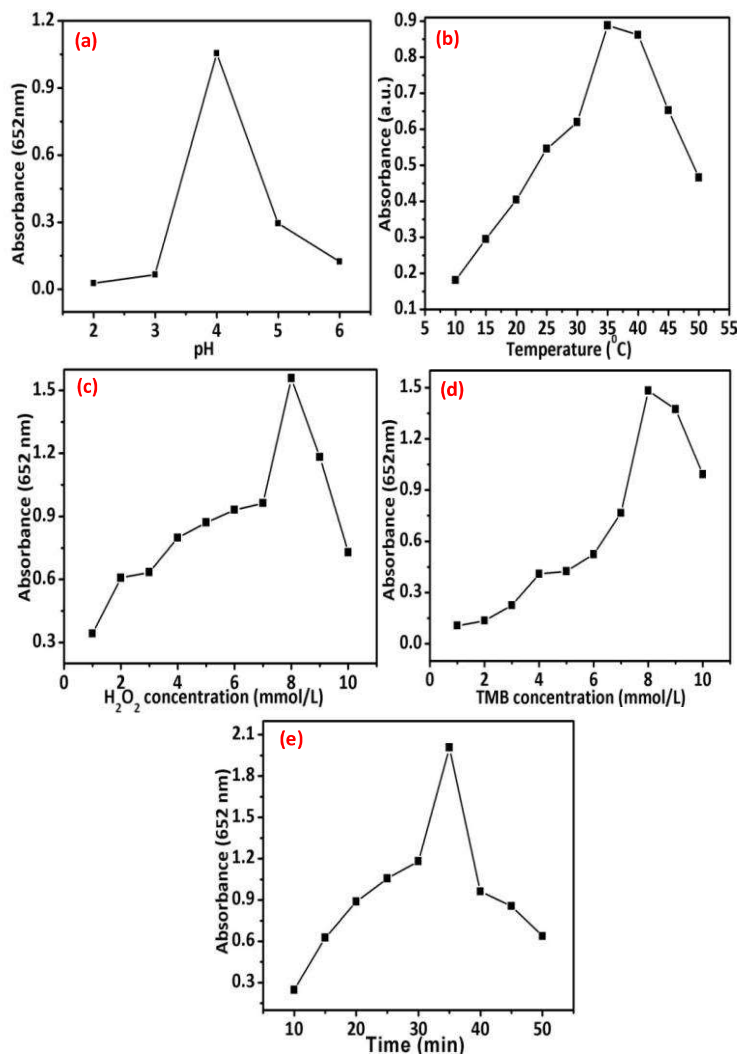 (a)
Absorbance (652nm)
1.2
0.9
0.6
0.3
0.0
2 3 4 5 6
pH
(b)
Absorbance (a.u.)
0.9
0.8
0.7
0.6
0.5
0.4
0.3
0.2
0.1
5 10 15 20 25 30 35 40 45 50 55
Temperature (⁰C)
(c)
Absorbance (652 nm)
1.5
1.2
0.9
0.6
0.3
0 2 4 6 8 10
H₂O₂ concentration (mmol/L)
(d)
Absorbance (652nm)
1.5
1.2
0.9
0.6
0.3
0.0
0 2 4 6 8 10
TMB concentration (mmol/L)
(e)
Absorbance (652 nm)
2.1
1.8
1.5
1.2
0.9
0.6
0.3
10 20 30 40 50
Time (min)